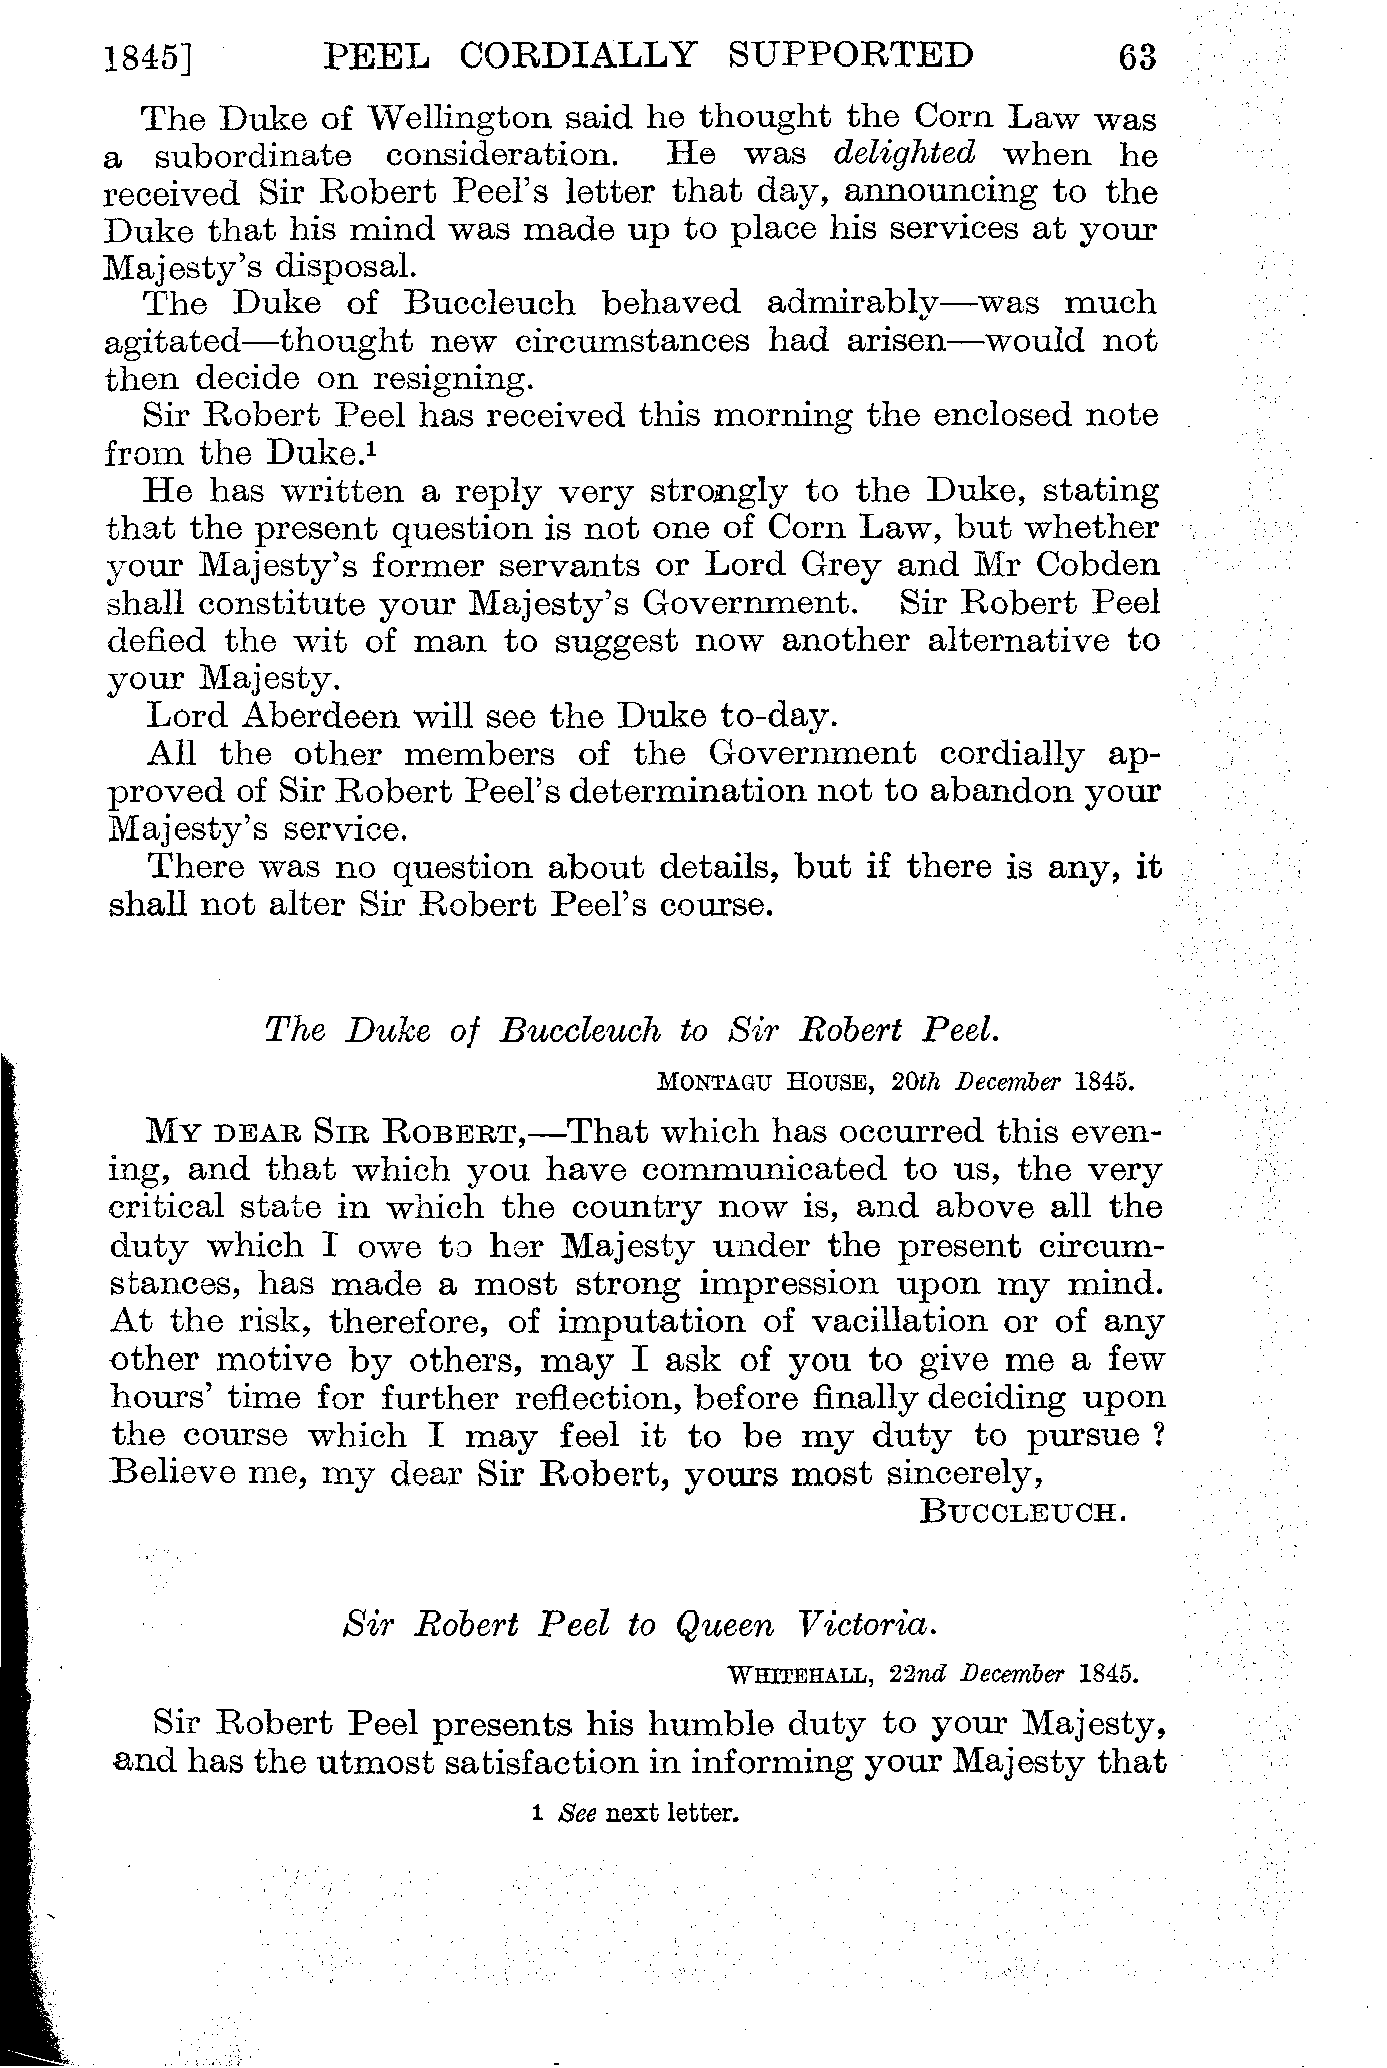 1845] PEEL CORDIALLY SUPPORTED 63
The Duke of Wellington said he thought the Corn Law was
a subordinate consideration. He was delighted when he
received Sir Robert Peel's letter that day, announcing to the
Duke that his mind was made up to place his services at your
Majesty's disposal.
The Duke of Buccleuch behaved admirably—was much
agitated—thought new circumstances had arisen—would not
then decide on resigning.
Sir Robert Peel has received this morning the enclosed note
from the Duke.¹
He has written a reply very strongly to the Duke, stating
that the present question is not one of Corn Law, but whether
your Majesty's former servants or Lord Grey and Mr Cobden
shall constitute your Majesty's Government. Sir Robert Peel
defied the wit of man to suggest now another alternative to
your Majesty.
Lord Aberdeen will see the Duke to-day.
All the other members of the Government cordially ap-
proved of Sir Robert Peel's determination not to abandon your
Majesty's service.
There was no question about details, but if there is any, it
shall not alter Sir Robert Peel's course.
The Duke of Buccleuch to Sir Robert Peel.
MONTAGU HOUSE, 20th December 1845.
MY DEAR SIR ROBERT,—That which has occurred this even-
ing, and that which you have communicated to us, the very
critical state in which the country now is, and above all the
duty which I owe to her Majesty under the present circum-
stances, has made a most strong impression upon my mind.
At the risk, therefore, of imputation of vacillation or of any
other motive by others, may I ask of you to give me a few
hours' time for further reflection, before finally deciding upon
the course which I may feel it to be my duty to pursue ?
Believe me, my dear Sir Robert, yours most sincerely,
BUCCLEUCH.
Sir Robert Peel to Queen Victoria.
WHITEHALL, 22nd December 1845.
Sir Robert Peel presents his humble duty to your Majesty,
and has the utmost satisfaction in informing your Majesty that
1 See next letter.